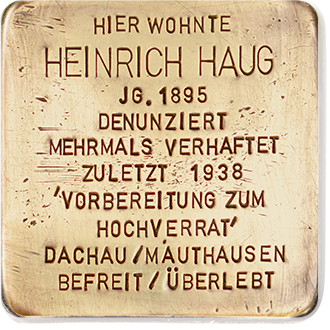 HIER WOHNTE
HEINRICH HAUG
JG. 1895
DENUNZIERT
MEHRMALS VERHAFTET
ZULETZT 1938
'VORBEREITUNG ZUM
HOCHVERRAT'
DACHAU/MAUTHAUSEN
BEFREIT/ÜBERLEBT